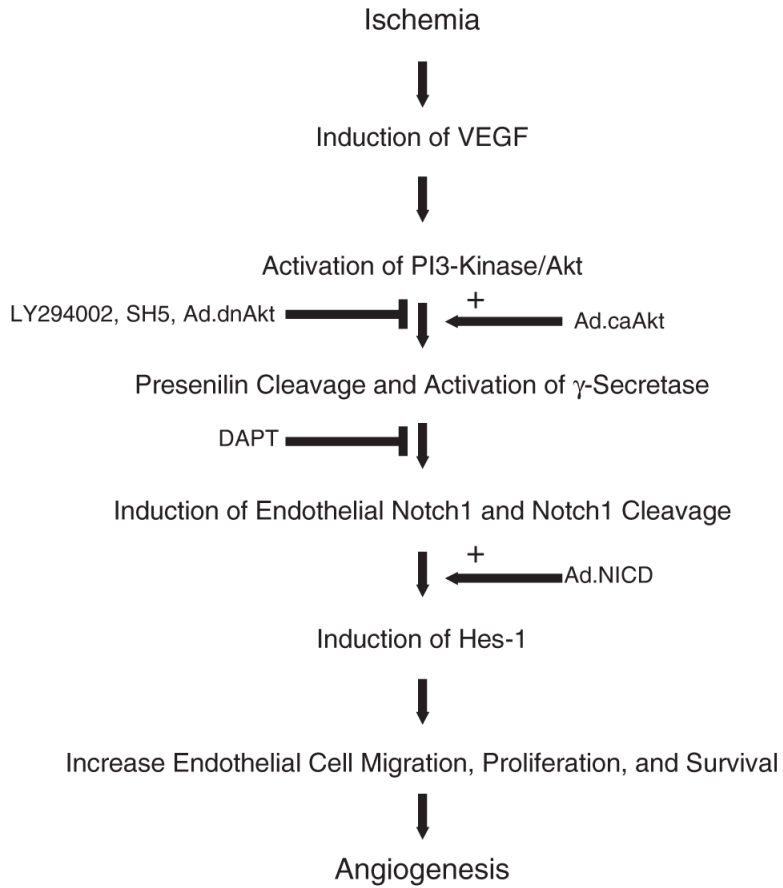 Ischemia
Induction of VEGF
Activation of PI3-Kinase/Akt
+
LY294002, SH5, Ad.dnAkt
Ad.caAkt
Presenilin Cleavage and Activation of γ-Secretase
DAPT
Induction of Endothelial Notch1 and Notch1 Cleavage
+
Ad.NICD
Induction of Hes-1
Increase Endothelial Cell Migration, Proliferation, and Survival
Angiogenesis